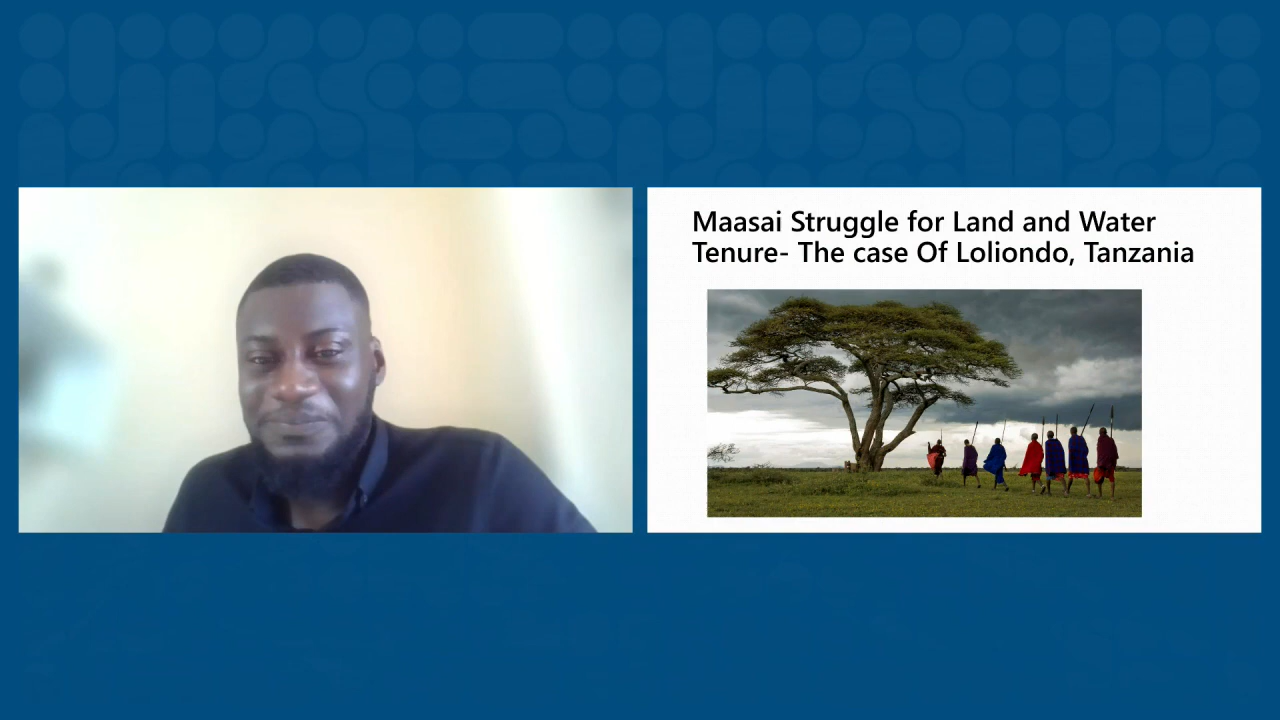 Maasai Struggle for Land and Water
Tenure- The case Of Loliondo, Tanzania